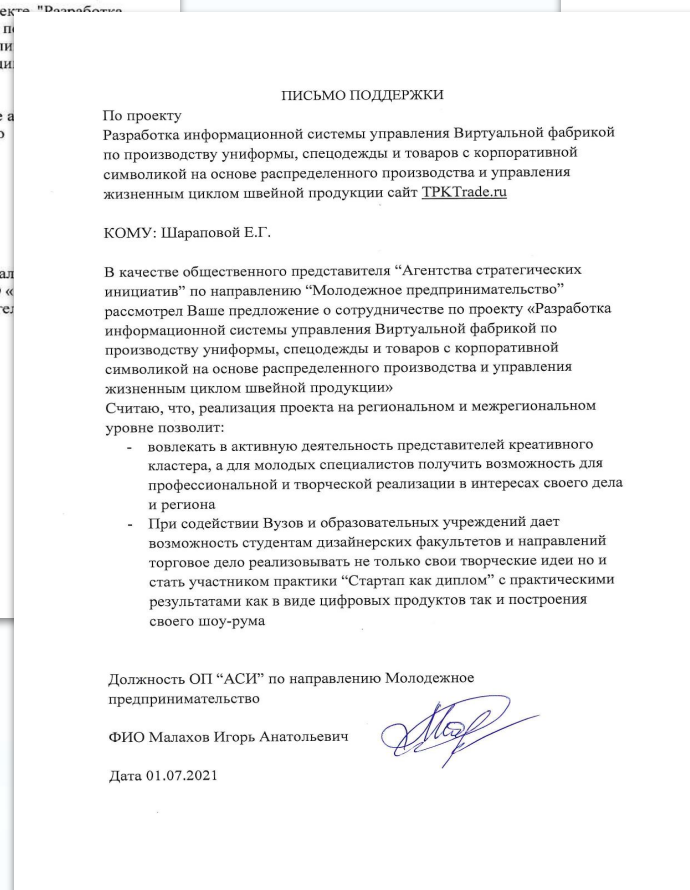 екте "Разработка
ПИСЬМО ПОДДЕРЖКИ
По проекту
Разработка информационной системы управления Виртуальной фабрикой
по производству униформы, спецодежды и товаров с корпоративной
символикой на основе распределенного производства и управления
жизненным циклом швейной продукции сайт TPKTrade.ru
КОМУ: Шараповой Е.Г.
В качестве общественного представителя “Агентства стратегических
инициатив” по направлению “Молодежное предпринимательство”
рассмотрел Ваше предложение о сотрудничестве по проекту «Разработка
информационной системы управления Виртуальной фабрикой по
производству униформы, спецодежды и товаров с корпоративной
символикой на основе распределенного производства и управления
жизненным циклом швейной продукции»
Считаю, что, реализация проекта на региональном и межрегиональном
уровне позволит:
- вовлекать в активную деятельность представителей креативного
кластера, а для молодых специалистов получить возможность для
профессиональной и творческой реализации в интересах своего дела
и региона
- При содействии Вузов и образовательных учреждений дает
возможность студентам дизайнерских факультетов и направлений
торговое дело реализовывать не только свои творческие идеи но и
стать участником практики “Стартап как диплом” с практическими
результатами как в виде цифровых продуктов так и построения
своего шоу-рума
Должность ОП “АСИ” по направлению Молодежное
предпринимательство
ФИО Малахов Игорь Анатольевич
Дата 01.07.2021